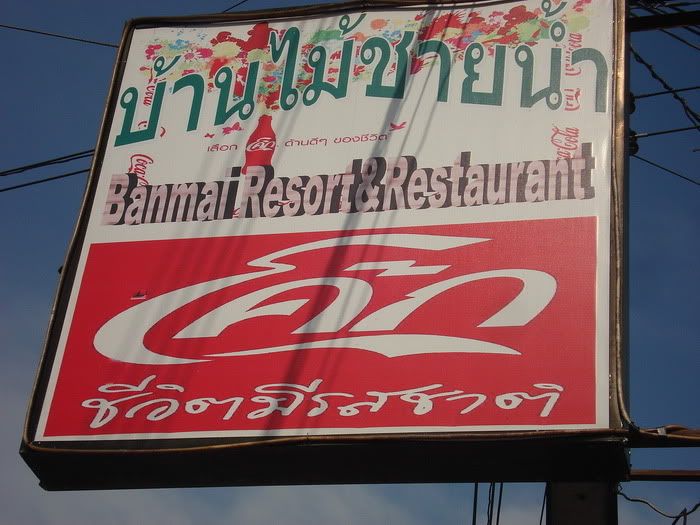 บ้านไม้ชายน้ำ
เลือก โค้ก ด้านดีๆ ของชีวิต
Banmai Resort&Restaurant
โค้ก
ชีวิตมีรสชาติ
Coca-Cola